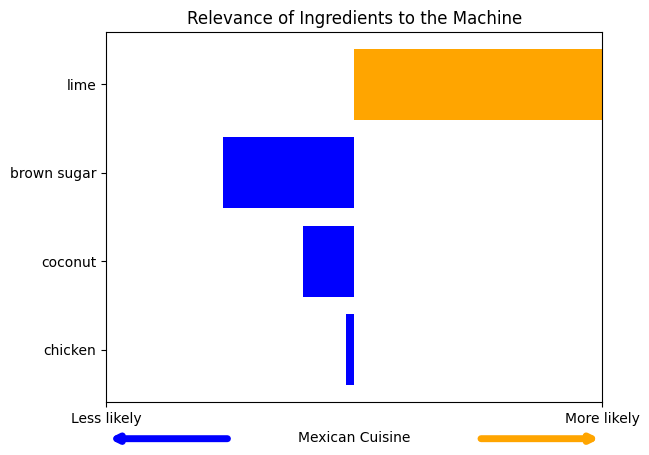 Relevance of Ingredients to the Machine
lime
brown sugar
coconut
chicken
Less likely
More likely
Mexican Cuisine